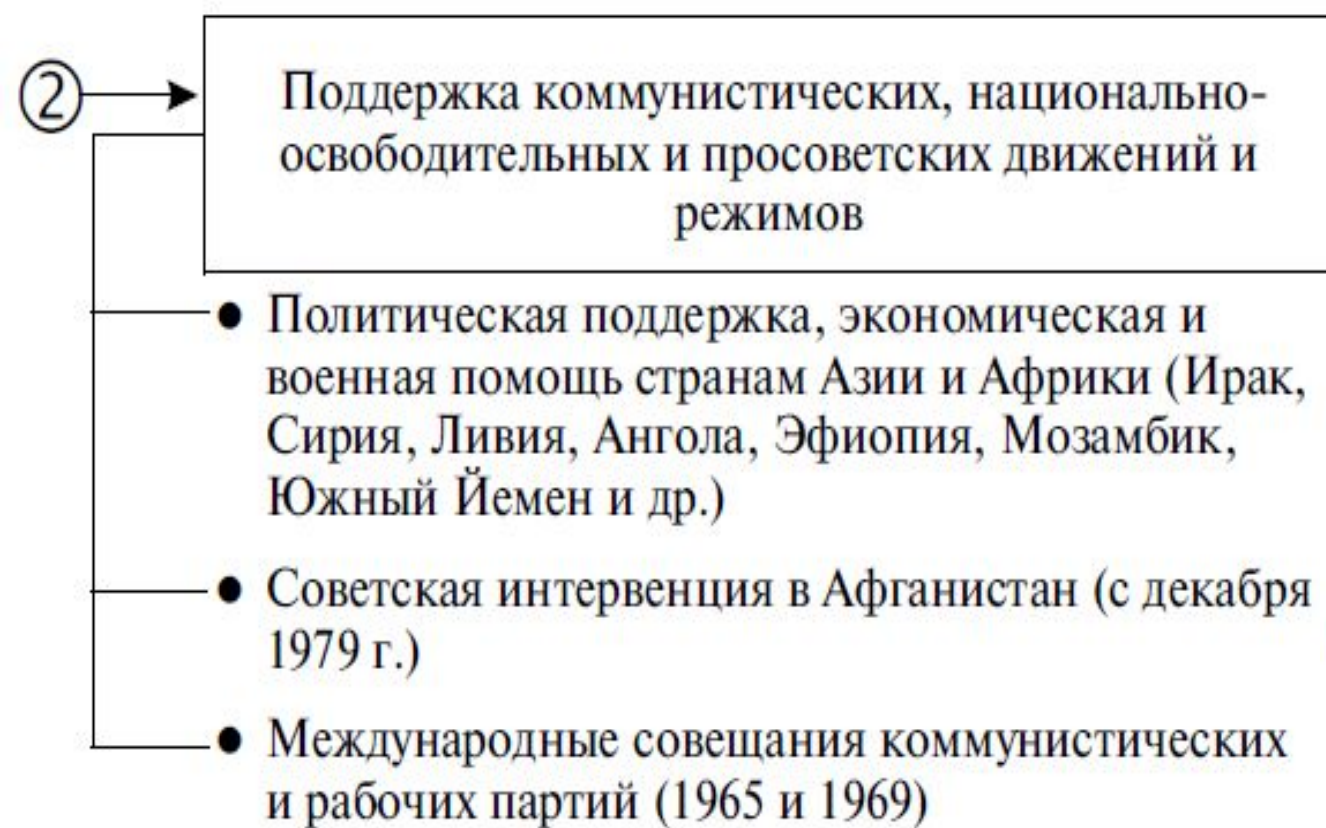 ②
Поддержка коммунистических, национально-
освободительных и просоветских движений и
режимов
● Политическая поддержка, экономическая и
военная помощь странам Азии и Африки (Ирак,
Сирия, Ливия, Ангола, Эфиопия, Мозамбик,
Южный Йемен и др.)
● Советская интервенция в Афганистан (с декабря
1979 г.)
● Международные совещания коммунистических
и рабочих партий (1965 и 1969)